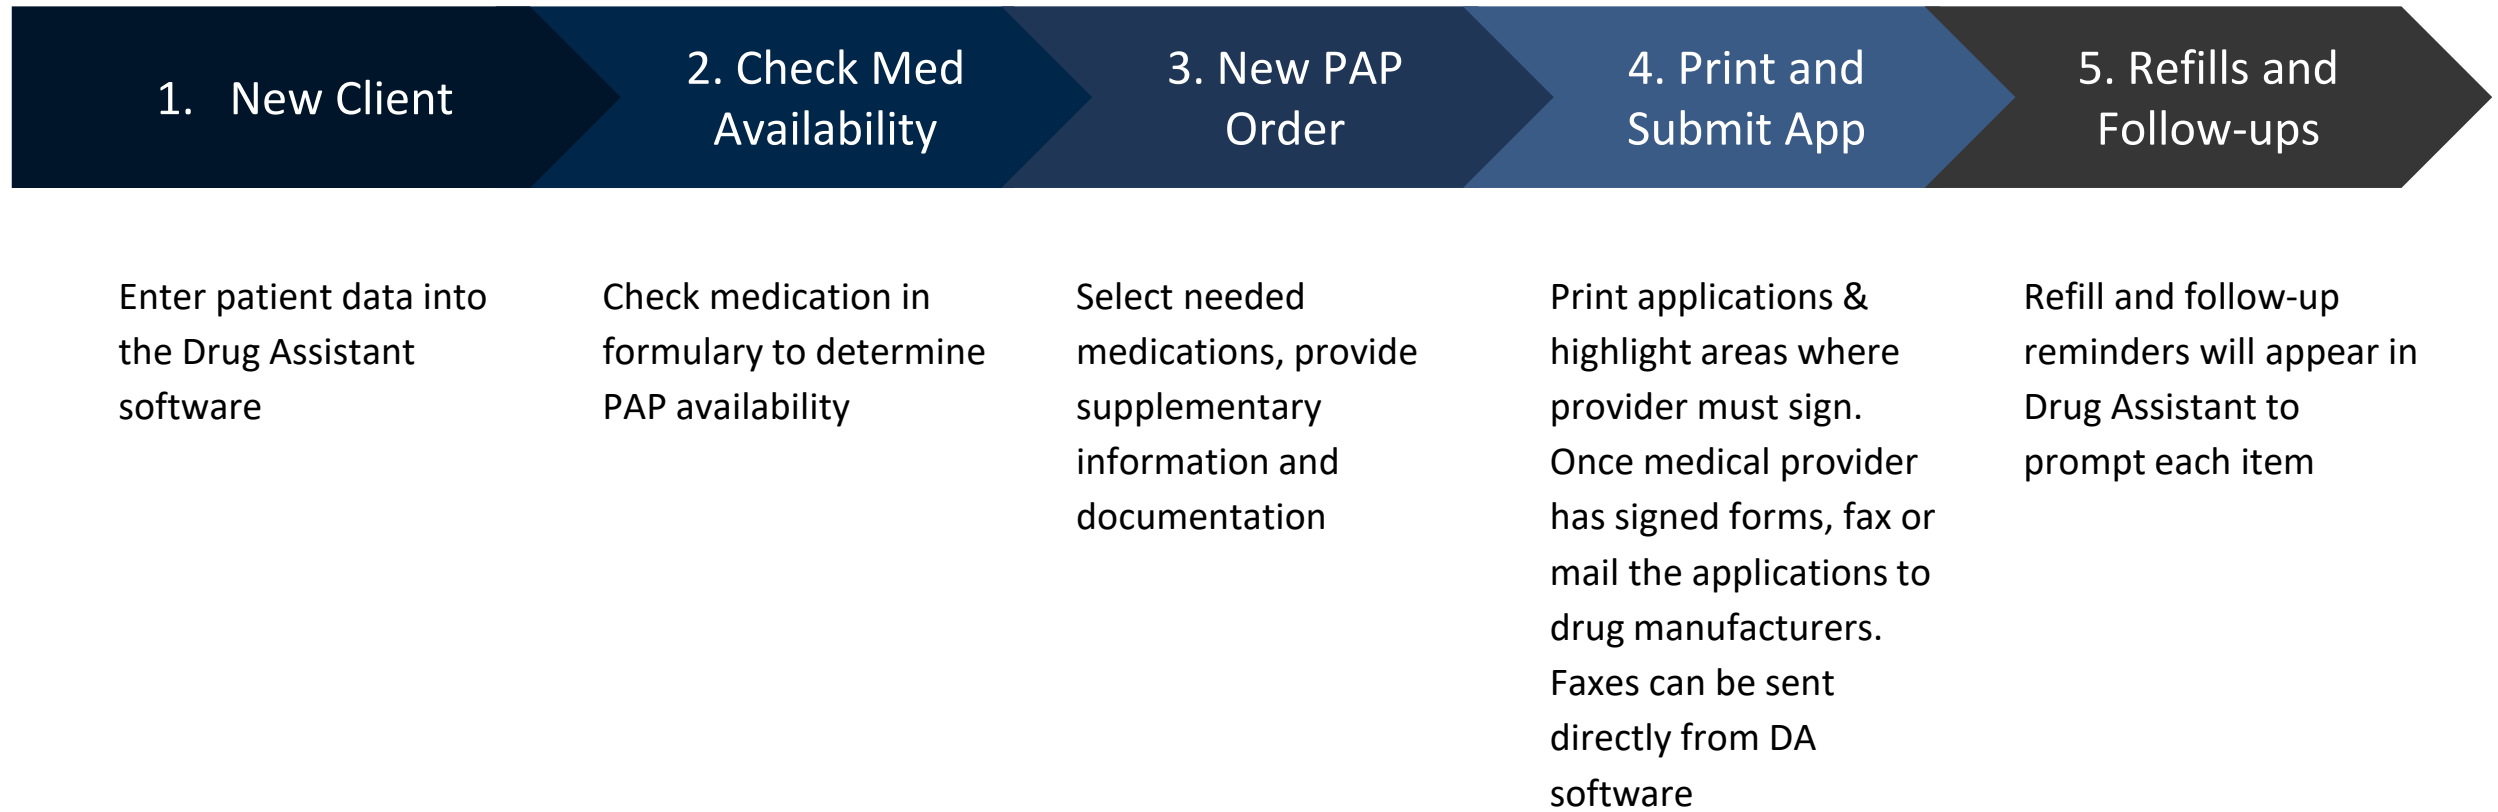 1. New Client
2. Check Med
Availability
3. New PAP
Order
4. Print and
Submit App
5. Refills and
Follow-ups
Enter patient data into
the Drug Assistant
software
Check medication in
formulary to determine
PAP availability
Select needed
medications, provide
supplementary
information and
documentation
Print applications &
highlight areas where
provider must sign.
Once medical provider
has signed forms, fax or
mail the applications to
drug manufacturers.
Faxes can be sent
directly from DA
software
Refill and follow-up
reminders will appear in
Drug Assistant to
prompt each item